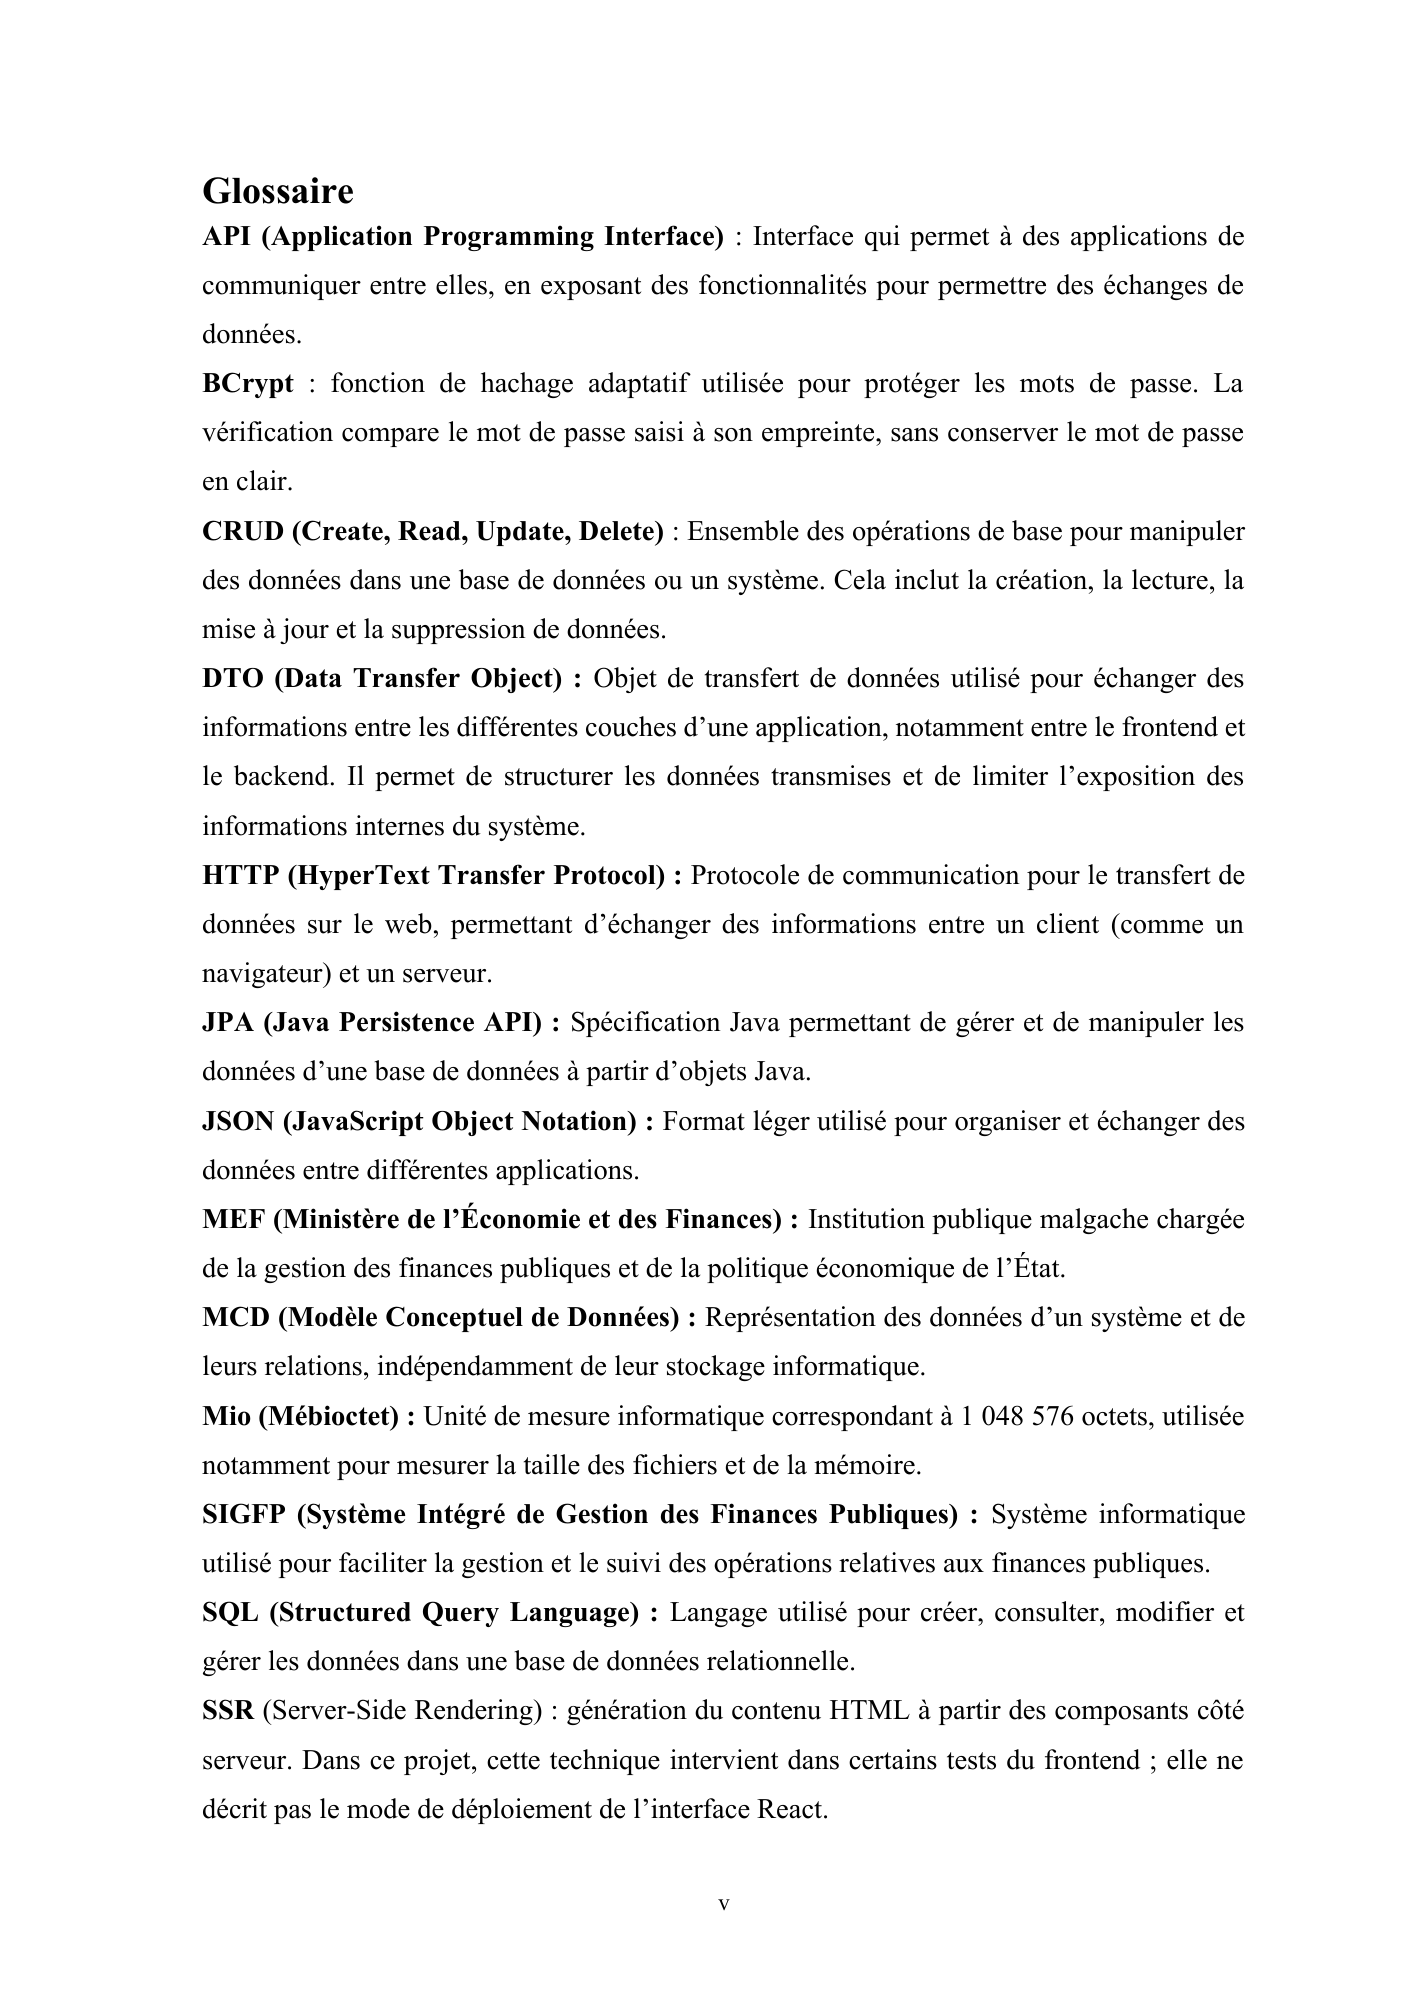 Glossaire
API (Application Programming Interface) : Interface qui permet à des applications de
communiquer entre elles, en exposant des fonctionnalités pour permettre des échanges de
données.
BCrypt : fonction de hachage adaptatif utilisée pour protéger les mots de passe. La
vérification compare le mot de passe saisi à son empreinte, sans conserver le mot de passe
en clair.
CRUD (Create, Read, Update, Delete) : Ensemble des opérations de base pour manipuler
des données dans une base de données ou un système. Cela inclut la création, la lecture, la
mise à jour et la suppression de données.
DTO (Data Transfer Object) : Objet de transfert de données utilisé pour échanger des
informations entre les différentes couches d’une application, notamment entre le frontend et
le backend. Il permet de structurer les données transmises et de limiter l’exposition des
informations internes du système.
HTTP (HyperText Transfer Protocol) : Protocole de communication pour le transfert de
données sur le web, permettant d’échanger des informations entre un client (comme un
navigateur) et un serveur.
JPA (Java Persistence API) : Spécification Java permettant de gérer et de manipuler les
données d’une base de données à partir d’objets Java.
JSON (JavaScript Object Notation) : Format léger utilisé pour organiser et échanger des
données entre différentes applications.
MEF (Ministère de l’Économie et des Finances) : Institution publique malgache chargée
de la gestion des finances publiques et de la politique économique de l’État.
MCD (Modèle Conceptuel de Données) : Représentation des données d’un système et de
leurs relations, indépendamment de leur stockage informatique.
Mio (Mébioctet) : Unité de mesure informatique correspondant à 1 048 576 octets, utilisée
notamment pour mesurer la taille des fichiers et de la mémoire.
SIGFP (Système Intégré de Gestion des Finances Publiques) : Système informatique
utilisé pour faciliter la gestion et le suivi des opérations relatives aux finances publiques.
SQL (Structured Query Language) : Langage utilisé pour créer, consulter, modifier et
gérer les données dans une base de données relationnelle.
SSR (Server-Side Rendering) : génération du contenu HTML à partir des composants côté
serveur. Dans ce projet, cette technique intervient dans certains tests du frontend ; elle ne
décrit pas le mode de déploiement de l’interface React.
v